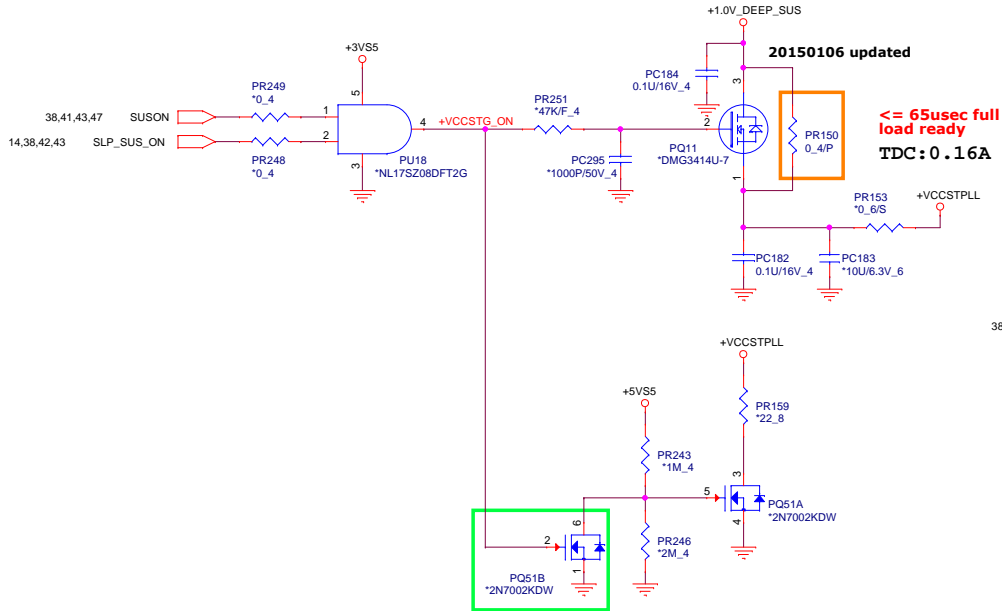 +1.0V_DEEP_SUS
20150106 updated
+3VS5
PC184
0.1U/16V_4
3
PR249
*0_4
5
PR251
*47K/F_4
38,41,43,47
SUSON
1
4
+VCCSTG_ON
2
PR150
0_4/P
<= 65usec full
load ready
TDC:0.16A
14,38,42,43
SLP_SUS_ON
2
PR248
*0_4
3
PU18
*NL17SZ08DFT2G
PC295
*1000P/50V_4
PQ11
*DMG3414U-7
1
PR153
*0_6/S
+VCCSTPLL
PC182
0.1U/16V_4
PC183
*10U/6.3V_6
38
+VCCSTPLL
+5VS5
PR159
*22_8
PR243
*1M_4
3
5
PQ51A
*2N7002KDW
4
6
2
1
PR246
*2M_4
PQ51B
*2N7002KDW